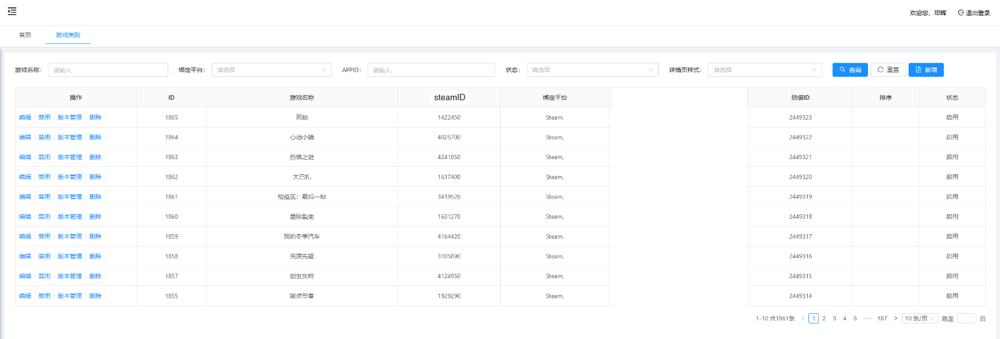 欢迎您，邓辉 退出登录
首页 游戏类别
游戏名称： 请输入 绑定平台： 请选择 APPID： 请输入 状态： 请选择 详情页样式： 请选择 查询 重置 新增
操作 ID 游戏名称 steamID 绑定平台 防御ID 排序 状态
编辑 禁用 版本管理 删除 1865 死锁 1422450 Steam, 2449323 启用
编辑 禁用 版本管理 删除 1864 心动小镇 4025700 Steam, 2449322 启用
编辑 禁用 版本管理 删除 1863 恐惧之谜 4241850 Steam, 2449321 启用
编辑 禁用 版本管理 删除 1862 大巴扎 1617400 Steam, 2449320 启用
编辑 禁用 版本管理 删除 1861 检疫区：最后一站 3419520 Steam, 2449319 启用
编辑 禁用 版本管理 删除 1860 星际裂变 1631270 Steam, 2449318 启用
编辑 禁用 版本管理 删除 1859 我的冬季汽车 4164420 Steam, 2449317 启用
编辑 禁用 版本管理 删除 1858 荒原先驱 3105890 Steam, 2449316 启用
编辑 禁用 版本管理 删除 1857 创世灰烬 4124950 Steam, 2449315 启用
编辑 禁用 版本管理 删除 1855 啵点节奏 1929290 Steam, 2449314 启用
1-10 共1861条 < 1 2 3 4 5 ••• 187 > 10 条/页 跳至 页